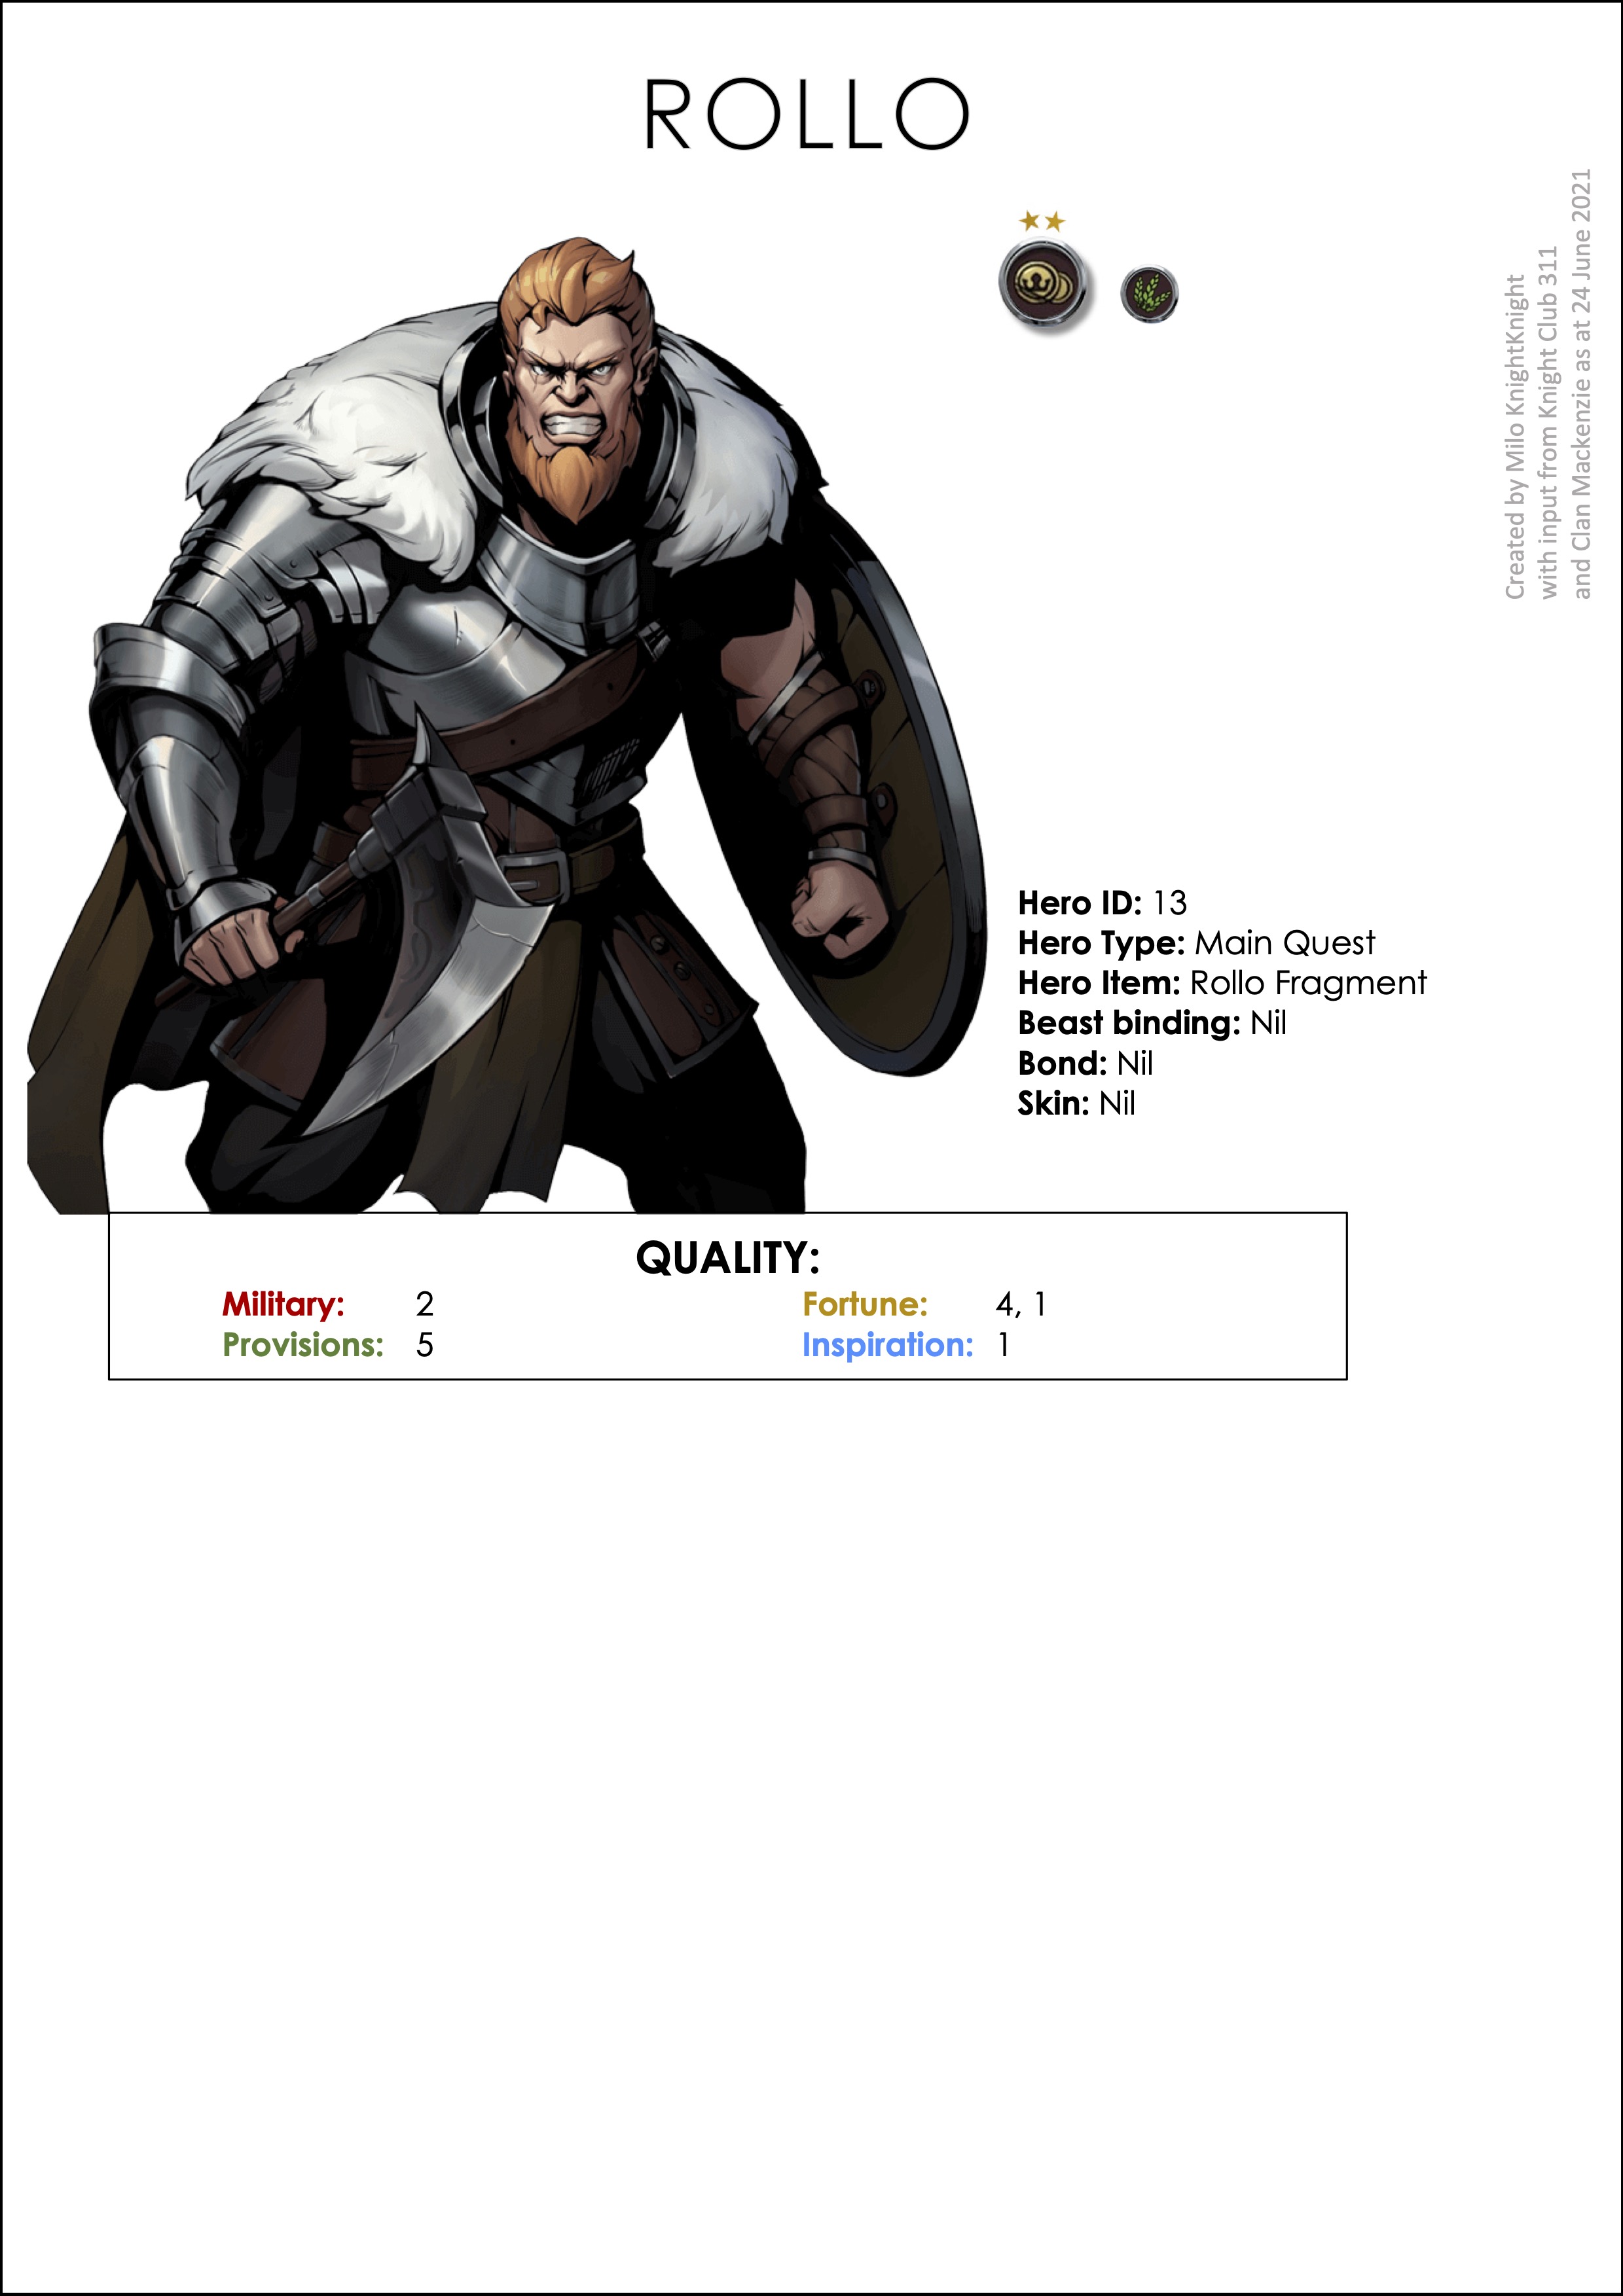 ROLLO
Created by Milo KnightKnight
with input from Knight Club 311
and Clan Mackenzie as at 24 June 2021
Hero ID: 13
Hero Type: Main Quest
Hero Item: Rollo Fragment
Beast binding: Nil
Bond: Nil
Skin: Nil
QUALITY:
Military: 2 Fortune: 4, 1
Provisions: 5 Inspiration: 1